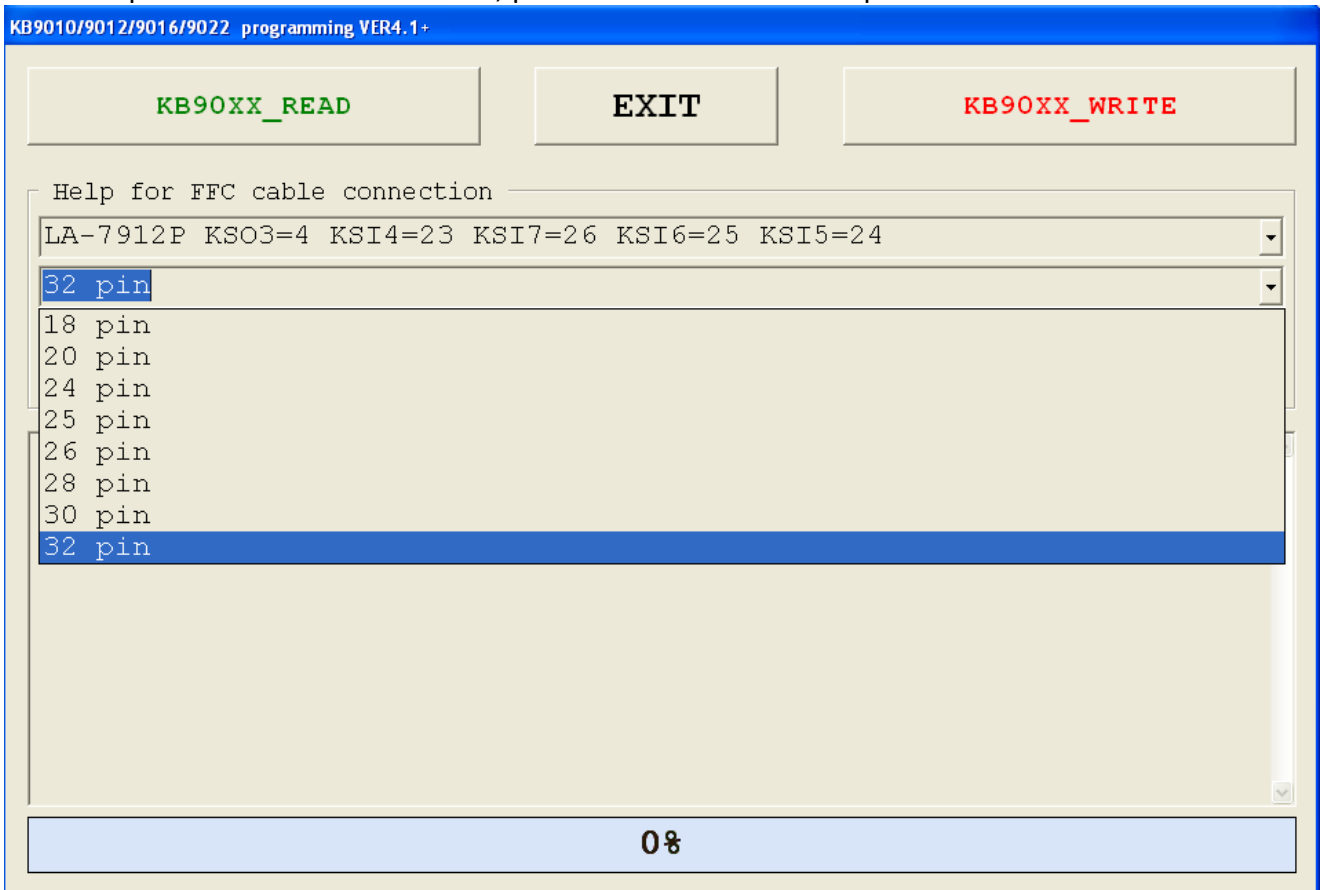 KB9010/9012/9016/9022 programming VER4.1+
KB90XX_READ
EXIT
KB90XX_WRITE
Help for FFC cable connection
LA-7912P KSO3=4 KSI4=23 KSI7=26 KSI6=25 KSI5=24
32 pin
18 pin
20 pin
24 pin
25 pin
26 pin
28 pin
30 pin
32 pin
0%